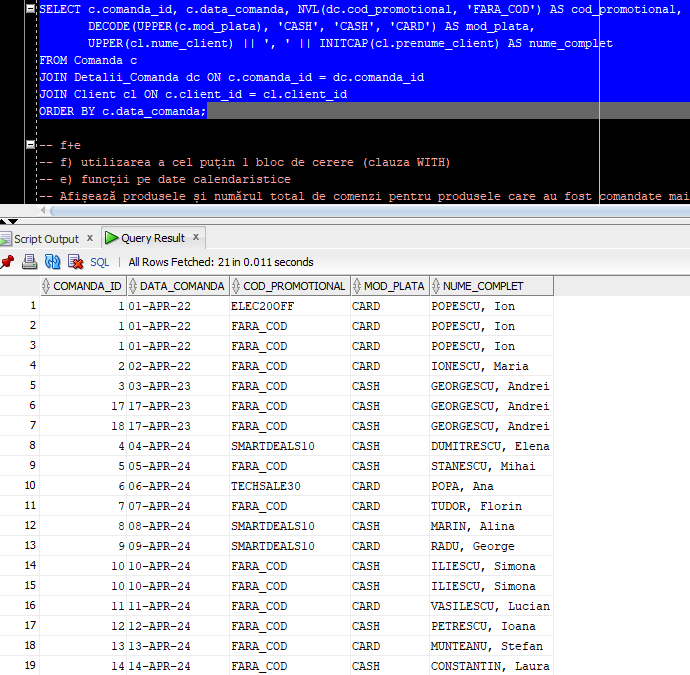 SELECT c.comanda_id, c.data_comanda, NVL(dc.cod_promotional, 'FARA_COD') AS cod_promotional,
DECODE(UPPER(c.mod_plata), 'CASH', 'CASH', 'CARD') AS mod_plata,
UPPER(cl.nume_client) || ', ' || INITCAP(cl.prenume_client) AS nume_complet
FROM Comanda c
JOIN Detalii_Comanda dc ON c.comanda_id = dc.comanda_id
JOIN Client cl ON c.client_id = cl.client_id
ORDER BY c.data_comanda;
-- f+e
-- f) utilizarea a cel puțin 1 bloc de cerere (clauza WITH)
-- e) funcții pe date calendaristice
-- Afișează produsele și numărul total de comenzi pentru produsele care au fost comandate mai
Script Output x Query Result x
SQL | All Rows Fetched: 21 in 0.011 seconds
COMANDA_ID DATA_COMANDA COD_PROMOTIONAL MOD_PLATA NUME_COMPLET
1 1 01-APR-22 ELEC20OFF CARD POPESCU, Ion
2 1 01-APR-22 FARA_COD CARD POPESCU, Ion
3 1 01-APR-22 FARA_COD CARD POPESCU, Ion
4 2 02-APR-22 FARA_COD CARD IONESCU, Maria
5 3 03-APR-23 FARA_COD CASH GEORGESCU, Andrei
6 17 17-APR-23 FARA_COD CASH GEORGESCU, Andrei
7 18 17-APR-23 FARA_COD CASH GEORGESCU, Andrei
8 4 04-APR-24 SMARTDEALS10 CASH DUMITRESCU, Elena
9 5 05-APR-24 FARA_COD CASH STANESCU, Mihai
10 6 06-APR-24 TECHSALE30 CARD POPA, Ana
11 7 07-APR-24 FARA_COD CARD TUDOR, Florin
12 8 08-APR-24 SMARTDEALS10 CASH MARIN, Alina
13 9 09-APR-24 SMARTDEALS10 CARD RADU, George
14 10 10-APR-24 FARA_COD CASH ILIESCU, Simona
15 10 10-APR-24 FARA_COD CASH ILIESCU, Simona
16 11 11-APR-24 FARA_COD CARD VASILESCU, Lucian
17 12 12-APR-24 FARA_COD CASH PETRESCU, Ioana
18 13 13-APR-24 FARA_COD CARD MUNTEANU, Stefan
19 14 14-APR-24 FARA_COD CASH CONSTANTIN, Laura